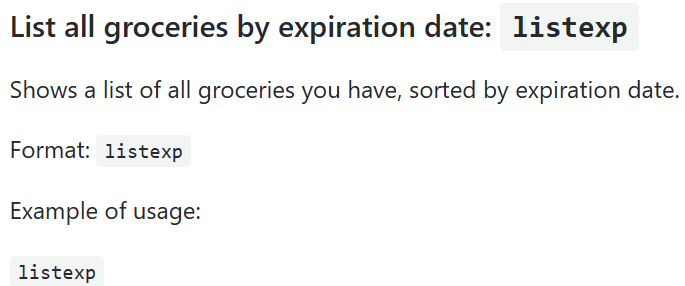 List all groceries by expiration date: listexp
Shows a list of all groceries you have, sorted by expiration date.
Format: listexp
Example of usage:
listexp